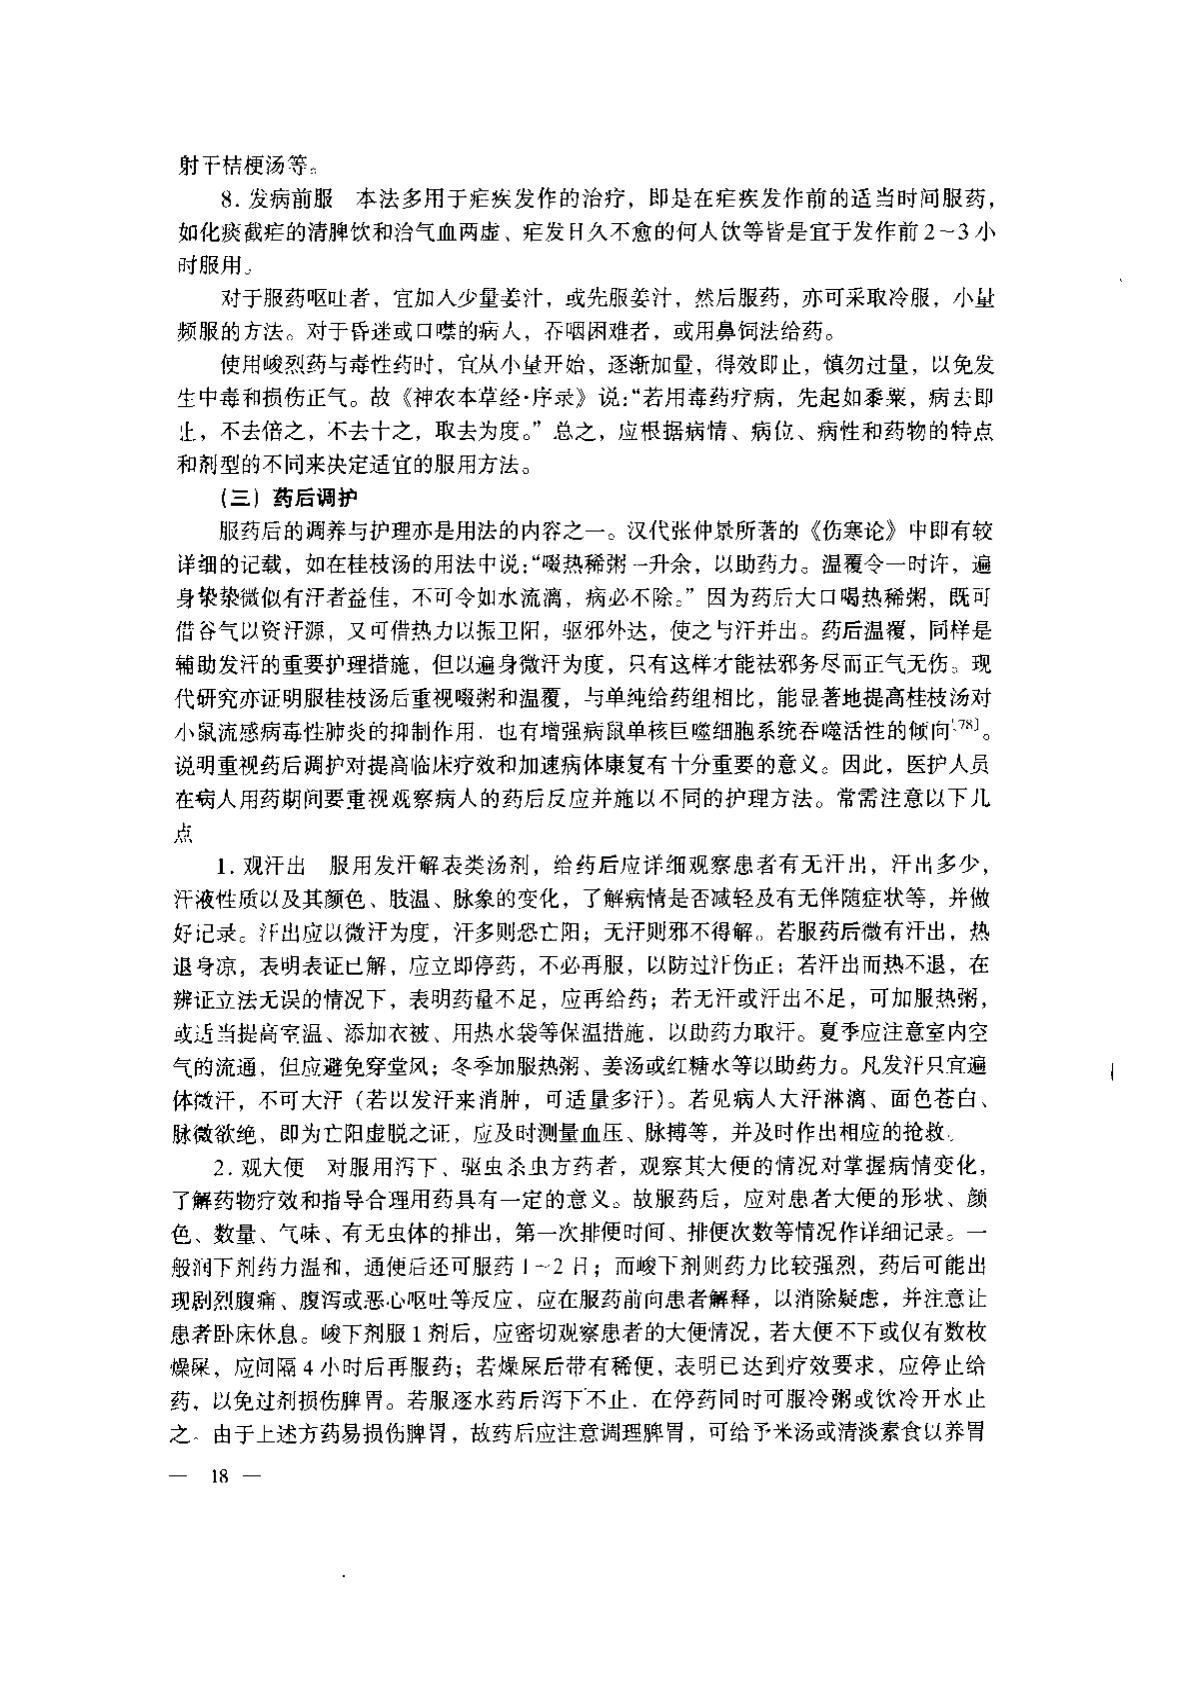 射干桔梗汤等。
8. 发病前服　本法多用于疟疾发作的治疗，即是在疟疾发作前的适当时间服药，
如化痰截疟的清脾饮和治气血两虚、疟发日久不愈的何人饮等皆是宜于发作前 2～3 小
时服用。
对于服药呕吐者，宜加入少量姜汁，或先服姜汁，然后服药，亦可采取冷服，小量
频服的方法。对于昏迷或口噤的病人，吞咽困难者，或用鼻饲法给药。
使用峻烈药与毒性药时，宜从小量开始，逐渐加量，得效即止，慎勿过量，以免发
生中毒和损伤正气。故《神农本草经·序录》说：“若用毒药疗病，先起如黍粟，病去即
止，不去倍之，不去十之，取去为度。”总之，应根据病情、病位、病性和药物的特点
和剂型的不同来决定适宜的服用方法。
（三）药后调护
服药后的调养与护理亦是用法的内容之一。汉代张仲景所著的《伤寒论》中即有较
详细的记载，如在桂枝汤的用法中说：“啜热稀粥一升余，以助药力。温覆令一时许，遍
身漐漐微似有汗者益佳，不可令如水流漓，病必不除。”因为药后大口喝热稀粥，既可
借谷气以资汗源，又可借热力以振卫阳，驱邪外达，使之与汗并出。药后温覆，同样是
辅助发汗的重要护理措施，但以遍身微汗为度，只有这样才能祛邪务尽而正气无伤。现
代研究亦证明服桂枝汤后重视啜粥和温覆，与单纯给药组相比，能显著地提高桂枝汤对
小鼠流感病毒性肺炎的抑制作用，也有增强病鼠单核巨噬细胞系统吞噬活性的倾向[78]。
说明重视药后调护对提高临床疗效和加速病体康复有十分重要的意义。因此，医护人员
在病人用药期间要重视观察病人的药后反应并施以不同的护理方法。常需注意以下几
点
1. 观汗出　服用发汗解表类汤剂，给药后应详细观察患者有无汗出，汗出多少，
汗液性质以及其颜色、肢温、脉象的变化，了解病情是否减轻及有无伴随症状等，并做
好记录。汗出应以微汗为度，汗多则恐亡阳；无汗则邪不得解。若服药后微有汗出，热
退身凉，表明表证已解，应立即停药，不必再服，以防过汗伤正；若汗出而热不退，在
辨证立法无误的情况下，表明药量不足，应再给药；若无汗或汗出不足，可加服热粥，
或适当提高室温、添加衣被、用热水袋等保温措施，以助药力取汗。夏季应注意室内空
气的流通，但应避免穿堂风；冬季加服热粥、姜汤或红糖水等以助药力。凡发汗只宜遍
体微汗，不可大汗（若以发汗来消肿，可适量多汗）。若见病人大汗淋漓、面色苍白、
脉微欲绝，即为亡阳虚脱之证，应及时测量血压、脉搏等，并及时作出相应的抢救。
2. 观大便　对服用泻下、驱虫杀虫方药者，观察其大便的情况对掌握病情变化，
了解药物疗效和指导合理用药具有一定的意义。故服药后，应对患者大便的形状、颜
色、数量、气味、有无虫体的排出，第一次排便时间、排便次数等情况作详细记录。一
般润下剂药力温和，通便后还可服药 1～2 日；而峻下剂则药力比较强烈，药后可能出
现剧烈腹痛、腹泻或恶心呕吐等反应，应在服药前向患者解释，以消除疑虑，并注意让
患者卧床休息。峻下剂服 1 剂后，应密切观察患者的大便情况，若大便不下或仅有数枚
燥屎，应间隔 4 小时后再服药；若燥屎后带有稀便，表明已达到疗效要求，应停止给
药，以免过剂损伤脾胃。若服逐水药后泻下不止，在停药同时可服冷粥或饮冷开水止
之。由于上述方药易损伤脾胃，故药后应注意调理脾胃，可给予米汤或清淡素食以养胃
— 18 —